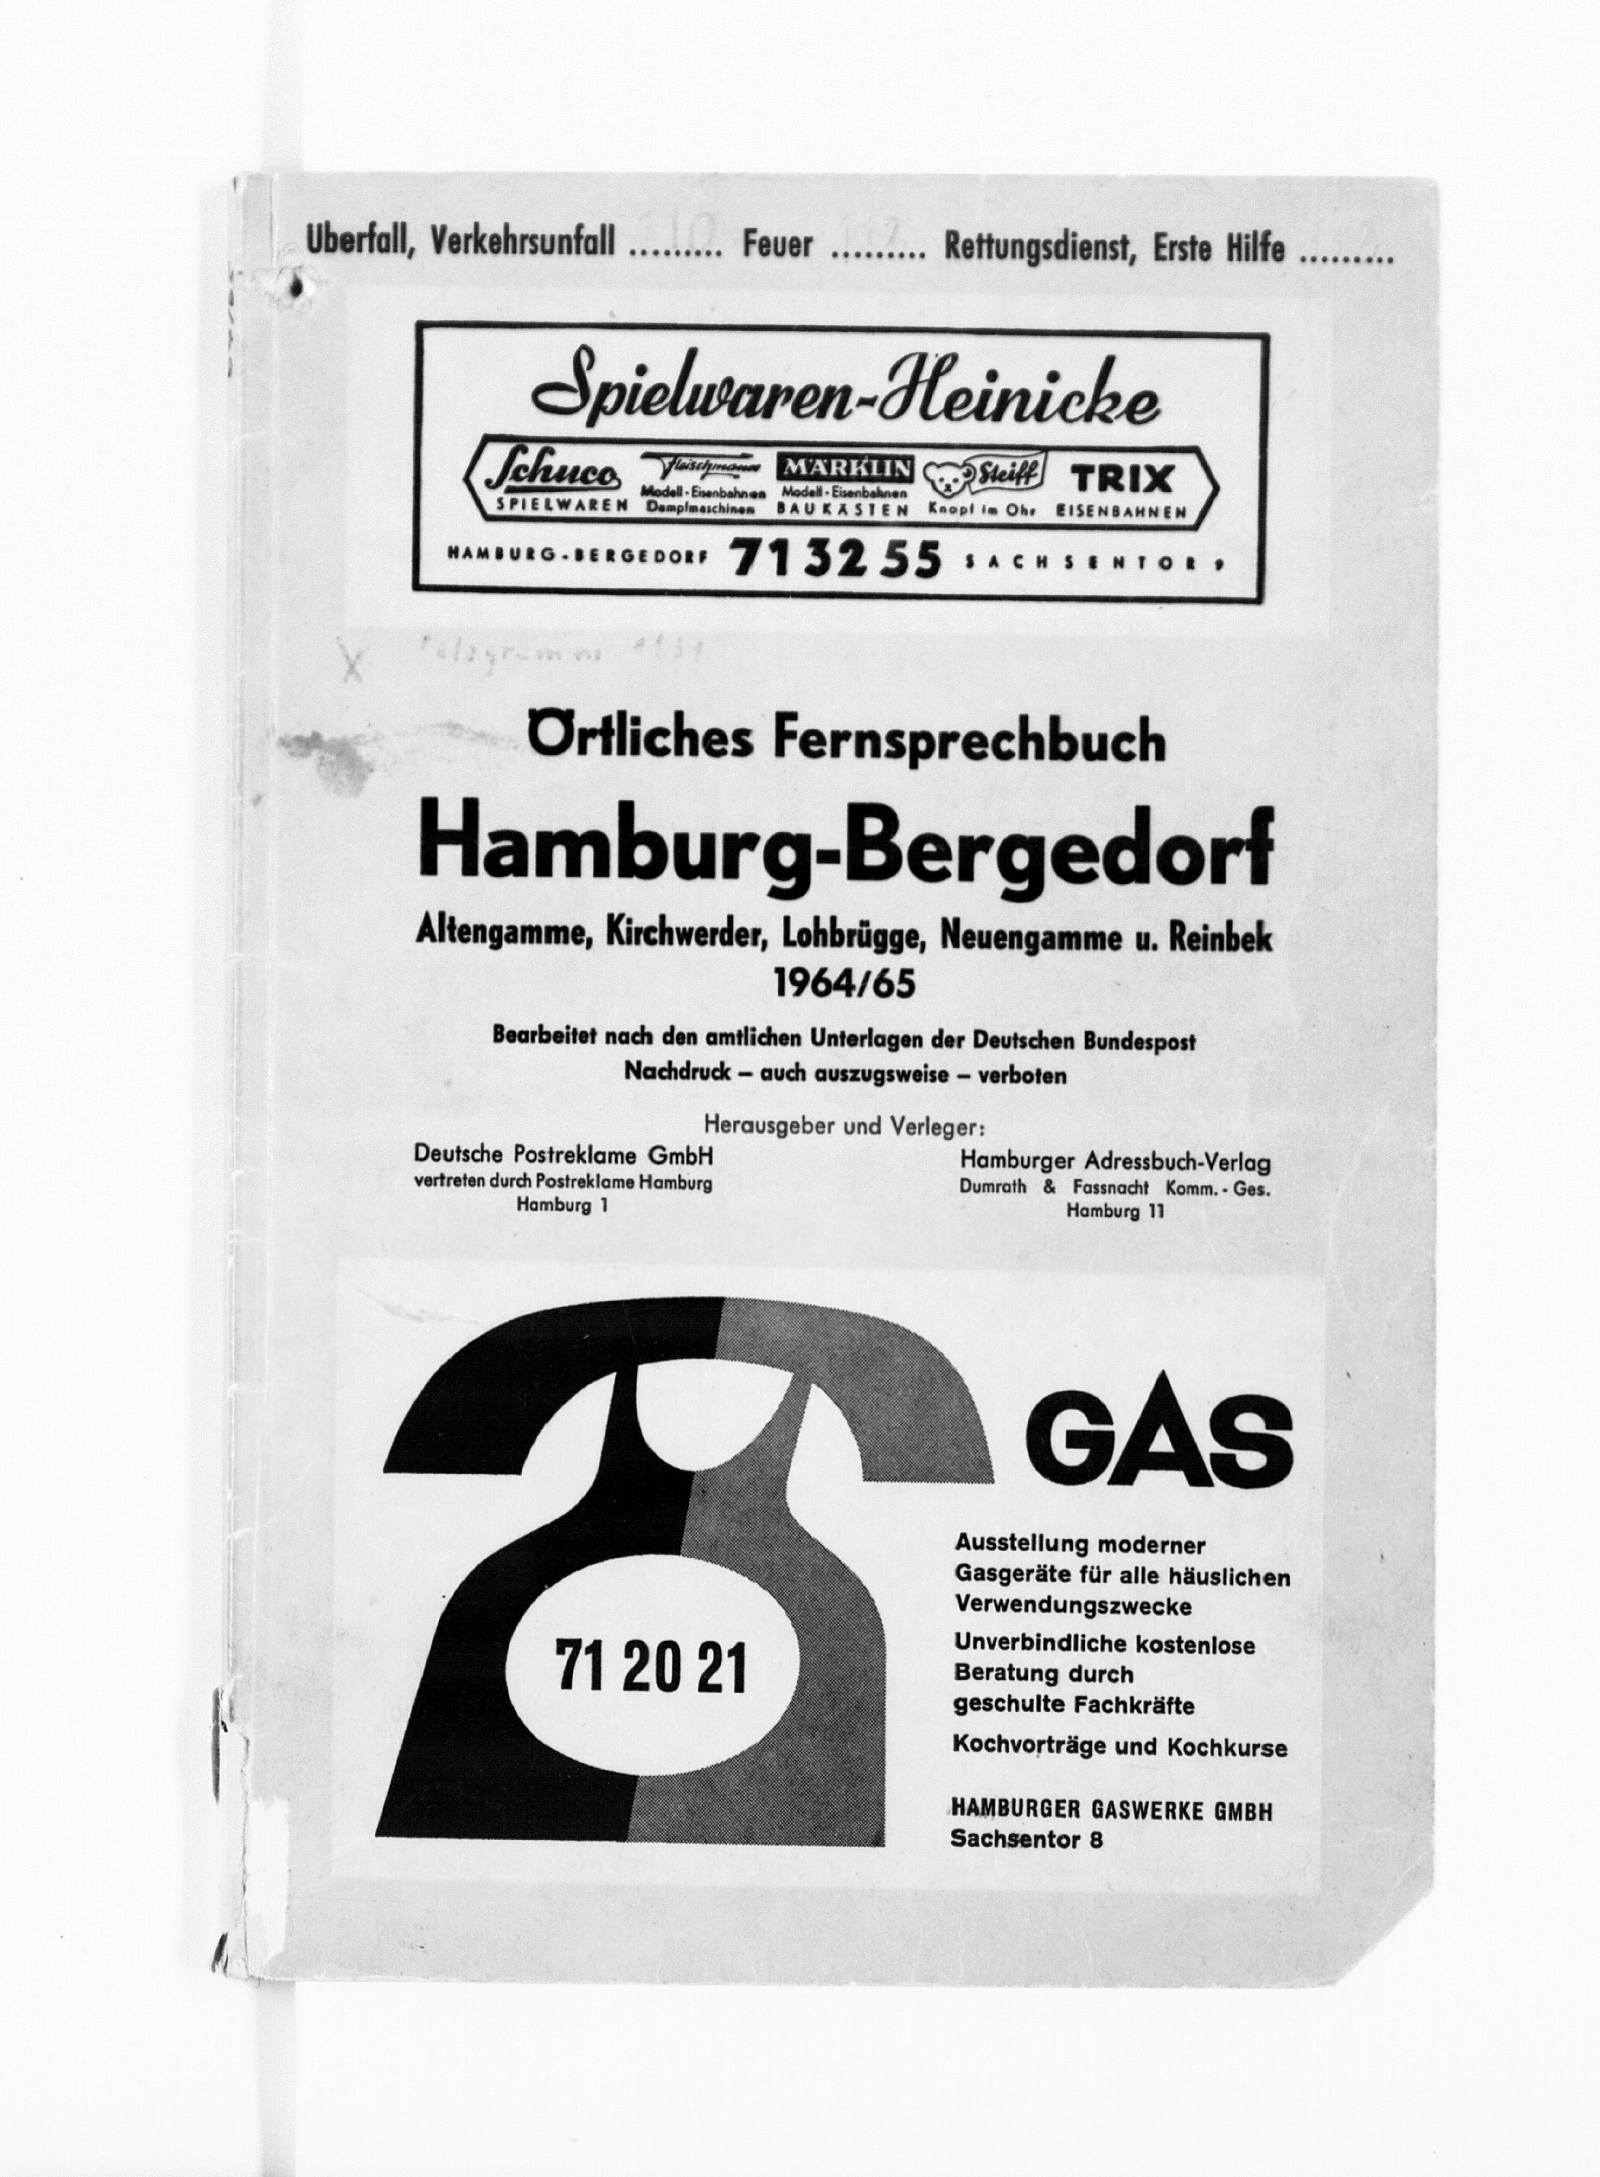 Überfall, Verkehrsunfall ......... Feuer ......... Rettungsdienst, Erste Hilfe .........
Spielwaren-Heinicke
Schuco Fleischmann MÄRKLIN Steiff TRIX
SPIELWAREN Modell-Eisenbahnen Dampfmaschinen Modell-Eisenbahnen BAUKÄSTEN Knopf im Ohr EISENBAHNEN
HAMBURG-BERGEDORF 71 32 55 SACHSENTOR 9
X Telegramm
Örtliches Fernsprechbuch
Hamburg-Bergedorf
Altengamme, Kirchwerder, Lohbrügge, Neuengamme u. Reinbek
1964/65
Bearbeitet nach den amtlichen Unterlagen der Deutschen Bundespost
Nachdruck – auch auszugsweise – verboten
Herausgeber und Verleger:
Deutsche Postreklame GmbH
vertreten durch Postreklame Hamburg
Hamburg 1
Hamburger Adressbuch-Verlag
Dumrath & Fassnacht Komm.-Ges.
Hamburg 11
GAS
71 20 21
Ausstellung moderner
Gasgeräte für alle häuslichen
Verwendungszwecke
Unverbindliche kostenlose
Beratung durch
geschulte Fachkräfte
Kochvorträge und Kochkurse
HAMBURGER GASWERKE GMBH
Sachsentor 8